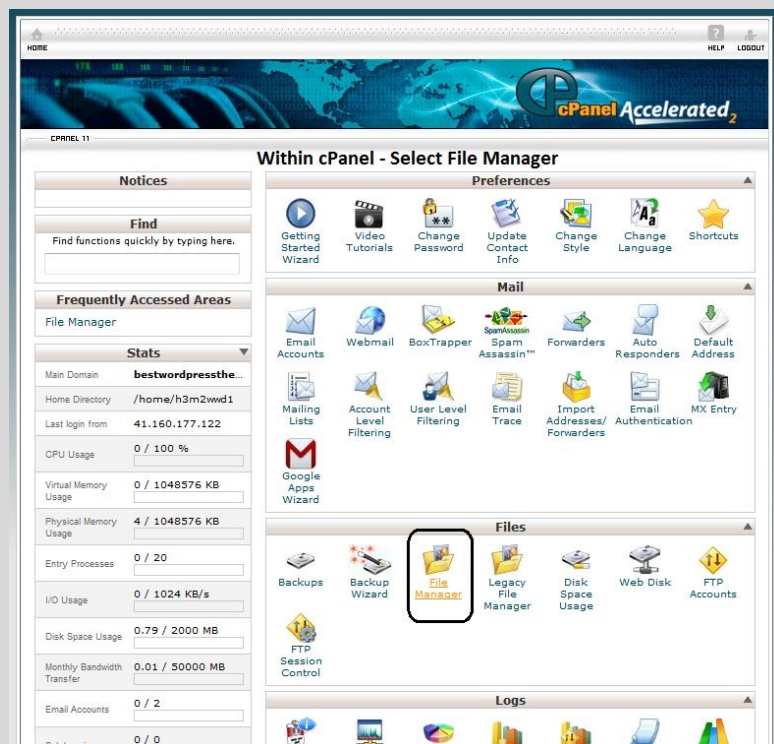 HOME
HELP LOGOUT
cPanel Accelerated2
CPANEL 11
Within cPanel - Select File Manager
Notices
Find
Find functions quickly by typing here.
Frequently Accessed Areas
File Manager
Stats
Main Domain bestwordpressthe...
Home Directory /home/h3m2wwd1
Last login from 41.160.177.122
CPU Usage 0 / 100 %
Virtual Memory Usage 0 / 1048576 KB
Physical Memory Usage 4 / 1048576 KB
Entry Processes 0 / 20
I/O Usage 0 / 1024 KB/s
Disk Space Usage 0.79 / 2000 MB
Monthly Bandwidth Transfer 0.01 / 50000 MB
Email Accounts 0 / 2
0 / 0
Preferences
Getting Started Wizard
Video Tutorials
Change Password
Update Contact Info
Change Style
Change Language
Shortcuts
Mail
Email Accounts
Webmail
BoxTrapper
SpamAssassin
Spam Assassin™
Forwarders
Auto Responders
Default Address
Mailing Lists
Account Level Filtering
User Level Filtering
Email Trace
Import Addresses/ Forwarders
Email Authentication
MX Entry
Google Apps Wizard
Files
Backups
Backup Wizard
File Manager
Legacy File Manager
Disk Space Usage
Web Disk
FTP Accounts
FTP Session Control
Logs